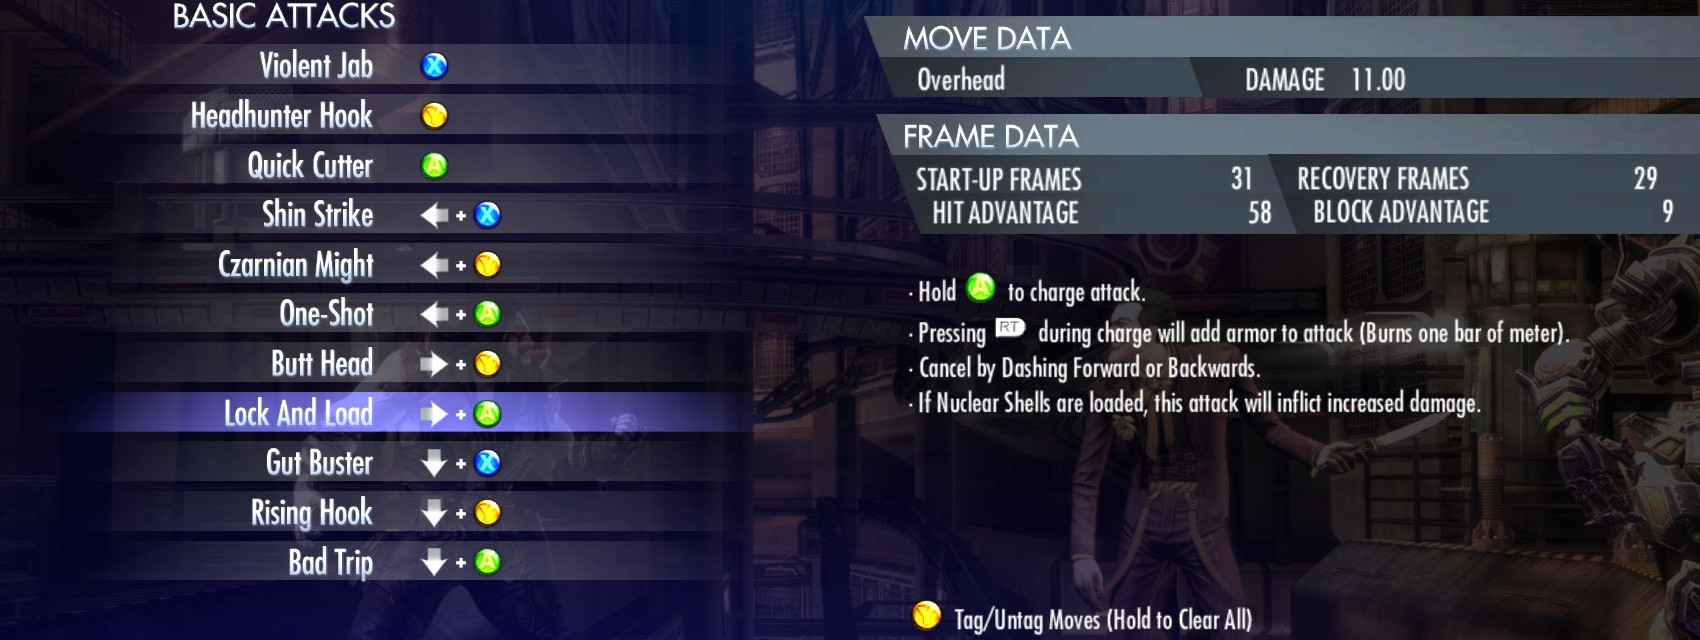 BASIC ATTACKS
Violent Jab X
Headhunter Hook Y
Quick Cutter A
Shin Strike + X
Czarnian Might + Y
One-Shot + A
Butt Head + Y
Lock And Load + A
Gut Buster + X
Rising Hook + Y
Bad Trip + A
MOVE DATA
Overhead DAMAGE 11.00
FRAME DATA
START-UP FRAMES 31 RECOVERY FRAMES 29
HIT ADVANTAGE 58 BLOCK ADVANTAGE 9
· Hold A to charge attack.
· Pressing RT during charge will add armor to attack (Burns one bar of meter).
· Cancel by Dashing Forward or Backwards.
· If Nuclear Shells are loaded, this attack will inflict increased damage.
Y Tag/Untag Moves (Hold to Clear All)